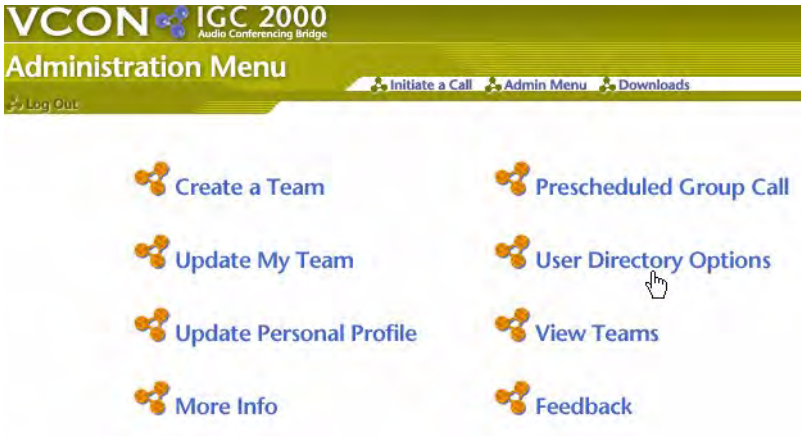 VCON IGC 2000
Audio Conferencing Bridge
Administration Menu
Initiate a Call Admin Menu Downloads
Log Out
Create a Team Prescheduled Group Call
Update My Team User Directory Options
Update Personal Profile View Teams
More Info Feedback